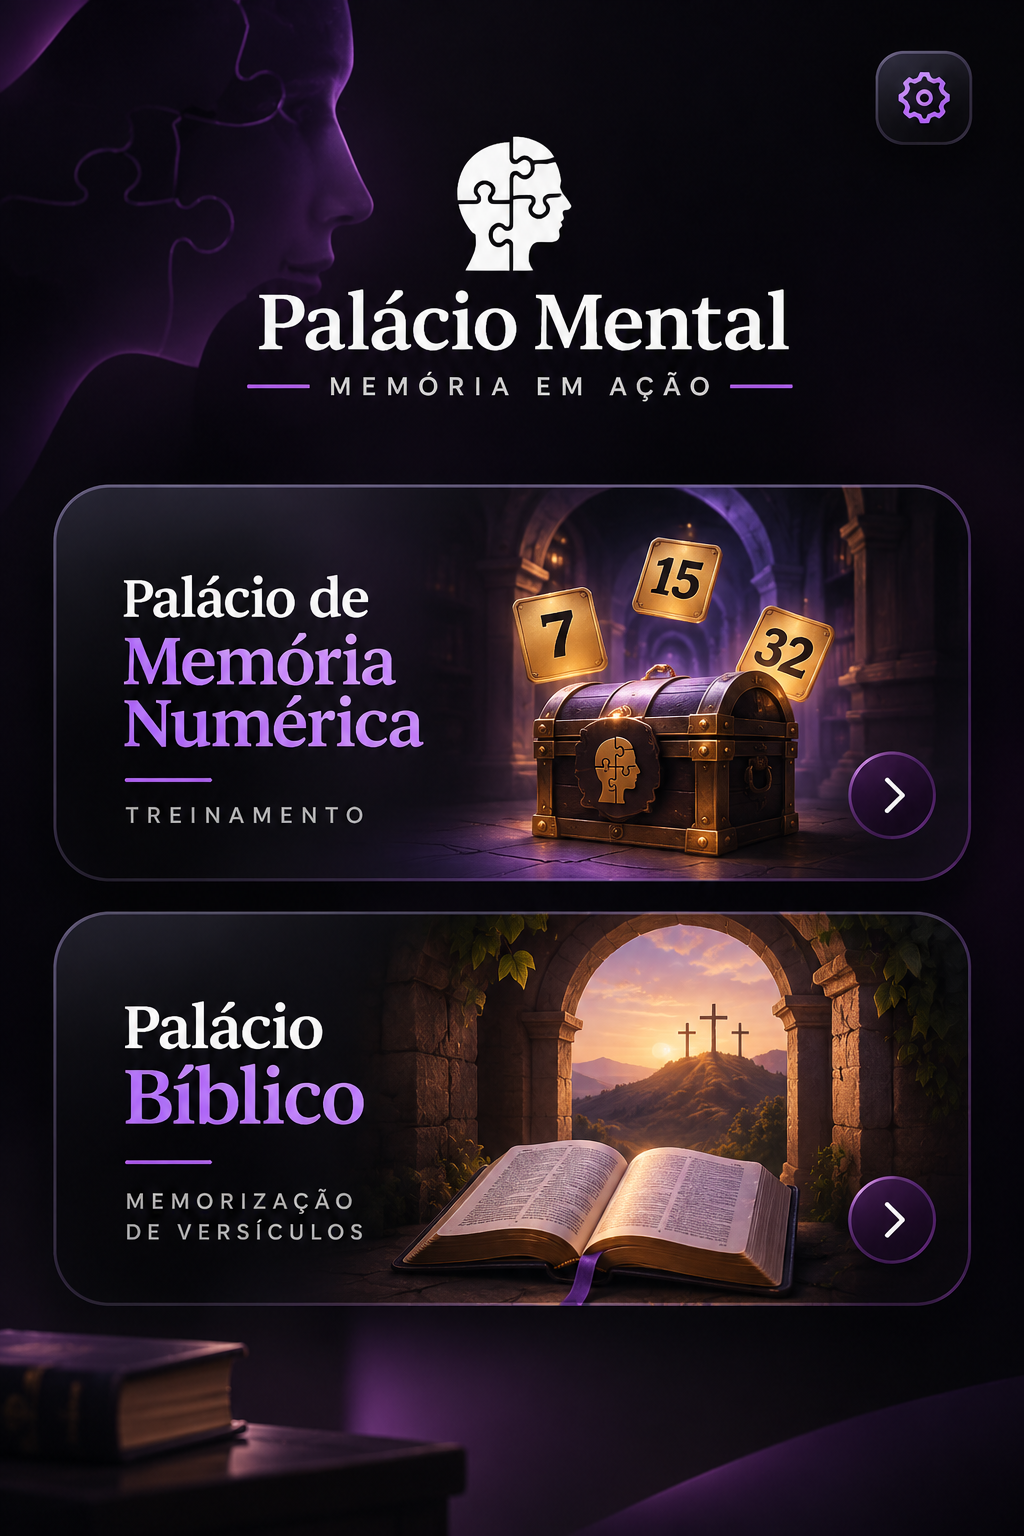 Palácio Mental
MEMÓRIA EM AÇÃO
Palácio de
Memória
Numérica
TREINAMENTO
7
15
32
Palácio
Bíblico
MEMORIZAÇÃO
DE VERSÍCULOS